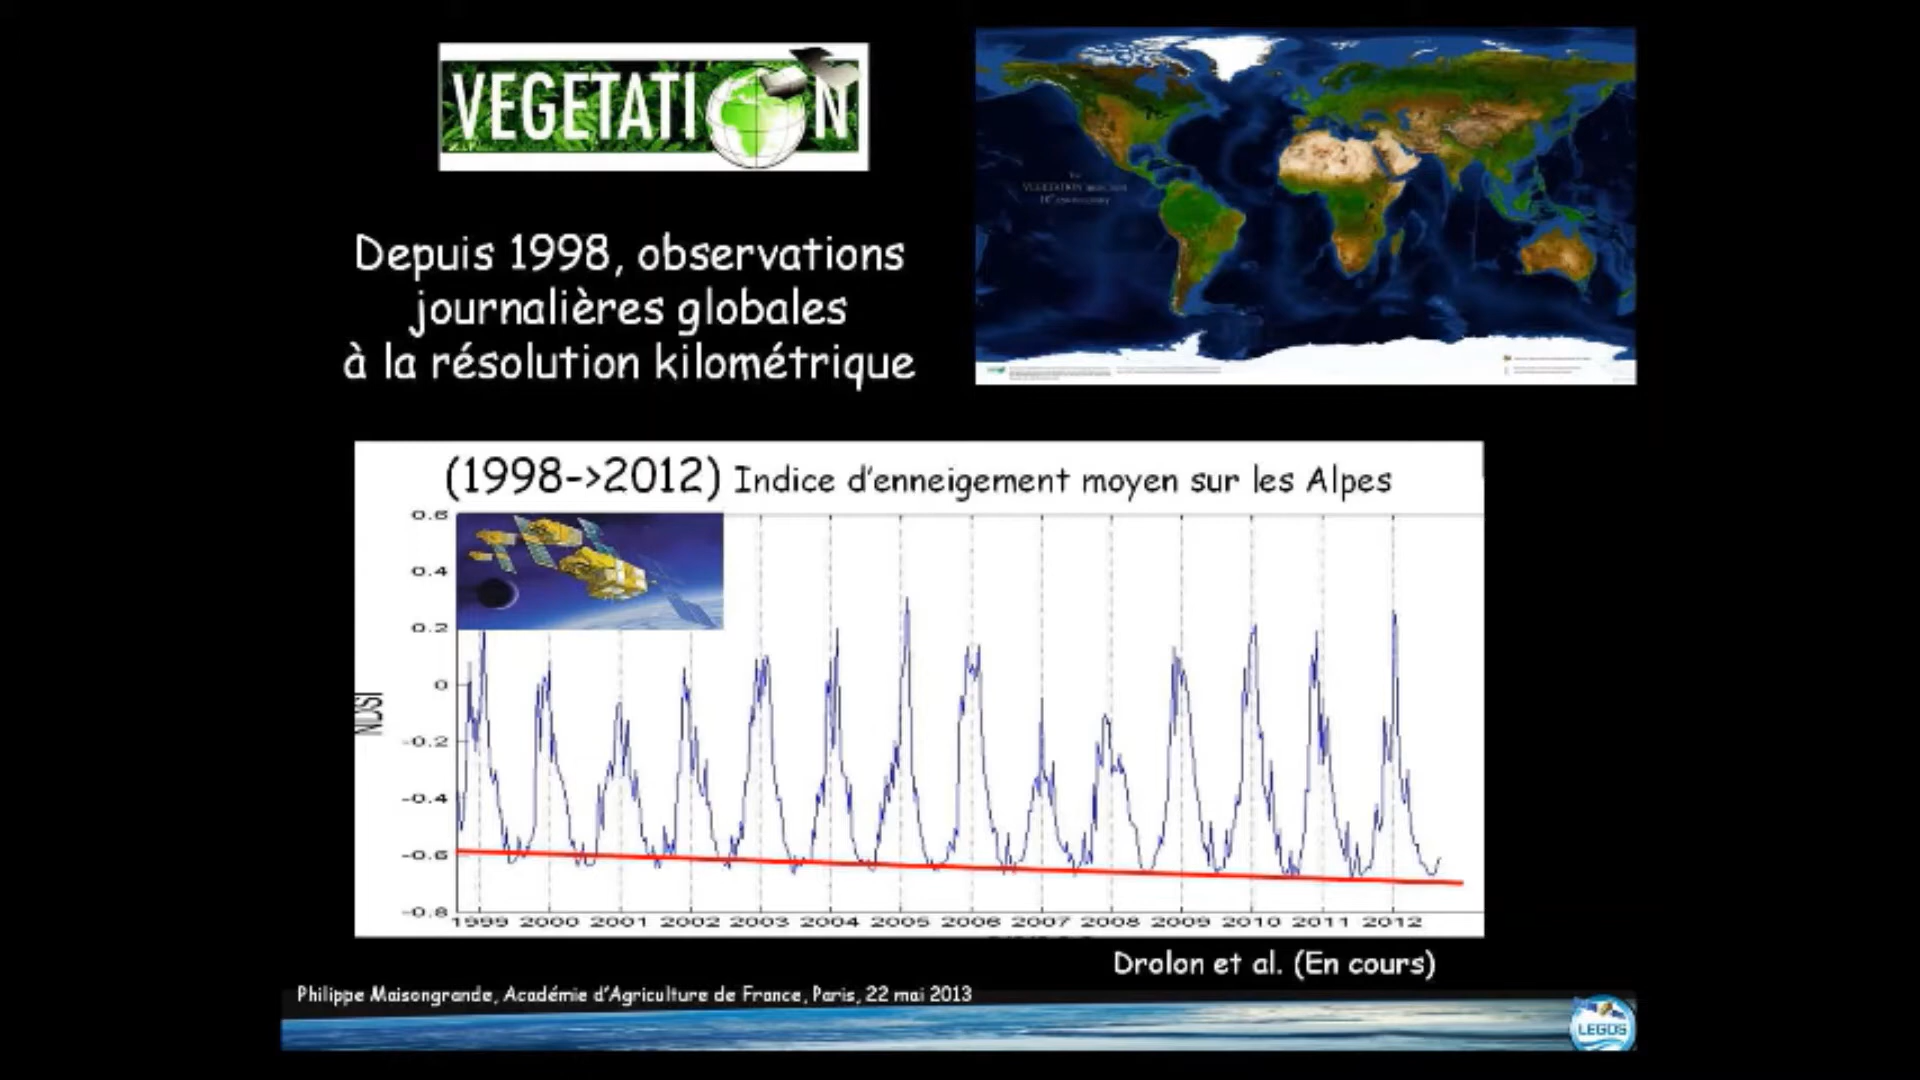 VEGETATION
Depuis 1998, observations
journalières globales
à la résolution kilométrique
(1998->2012) Indice d'enneigement moyen sur les Alpes
0.6
0.4
0.2
0
-0.2
-0.4
-0.6
-0.8
NDSI
1999 2000 2001 2002 2003 2004 2005 2006 2007 2008 2009 2010 2011 2012
Drolon et al. (En cours)
Philippe Maisongrande, Académie d'Agriculture de France, Paris, 22 mai 2013
LEGOS